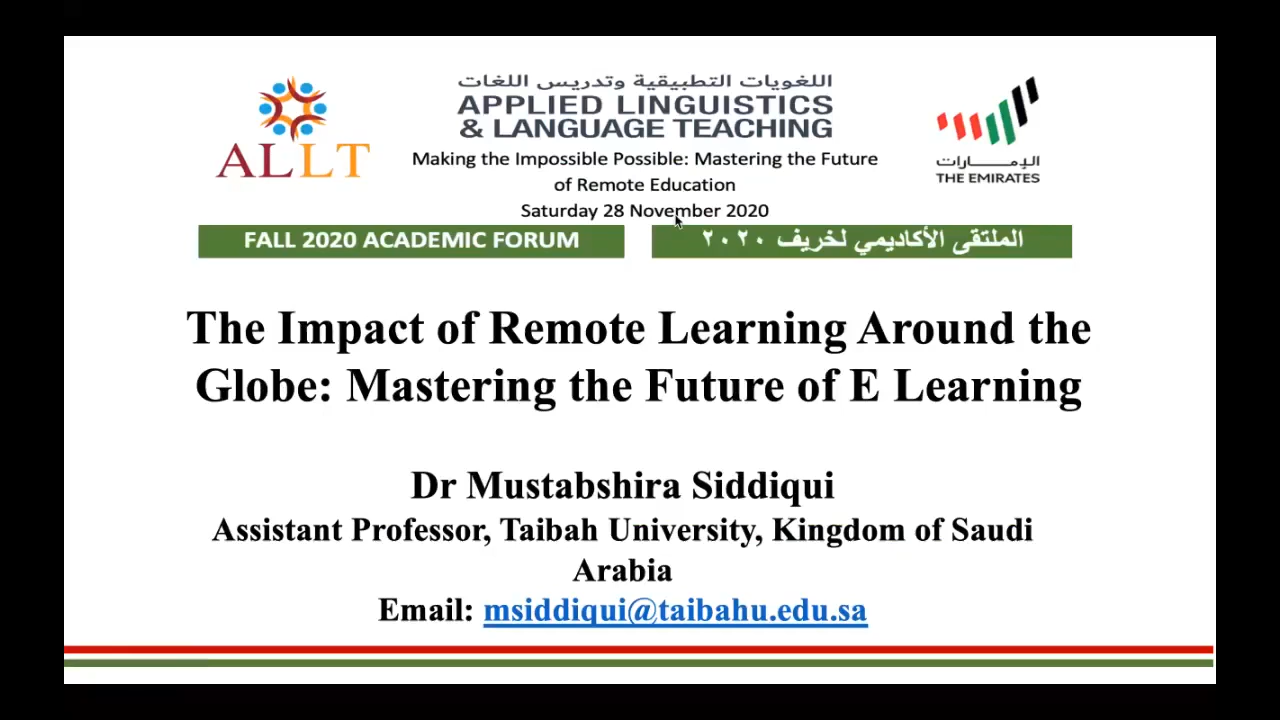 ALLT
اللغويات التطبيقية وتدريس اللغات
APPLIED LINGUISTICS
& LANGUAGE TEACHING
Making the Impossible Possible: Mastering the Future
of Remote Education
Saturday 28 November 2020
الإمارات
THE EMIRATES
FALL 2020 ACADEMIC FORUM
الملتقى الأكاديمي لخريف ٢٠٢٠
The Impact of Remote Learning Around the
Globe: Mastering the Future of E Learning
Dr Mustabshira Siddiqui
Assistant Professor, Taibah University, Kingdom of Saudi
Arabia
Email: msiddiqui@taibahu.edu.sa